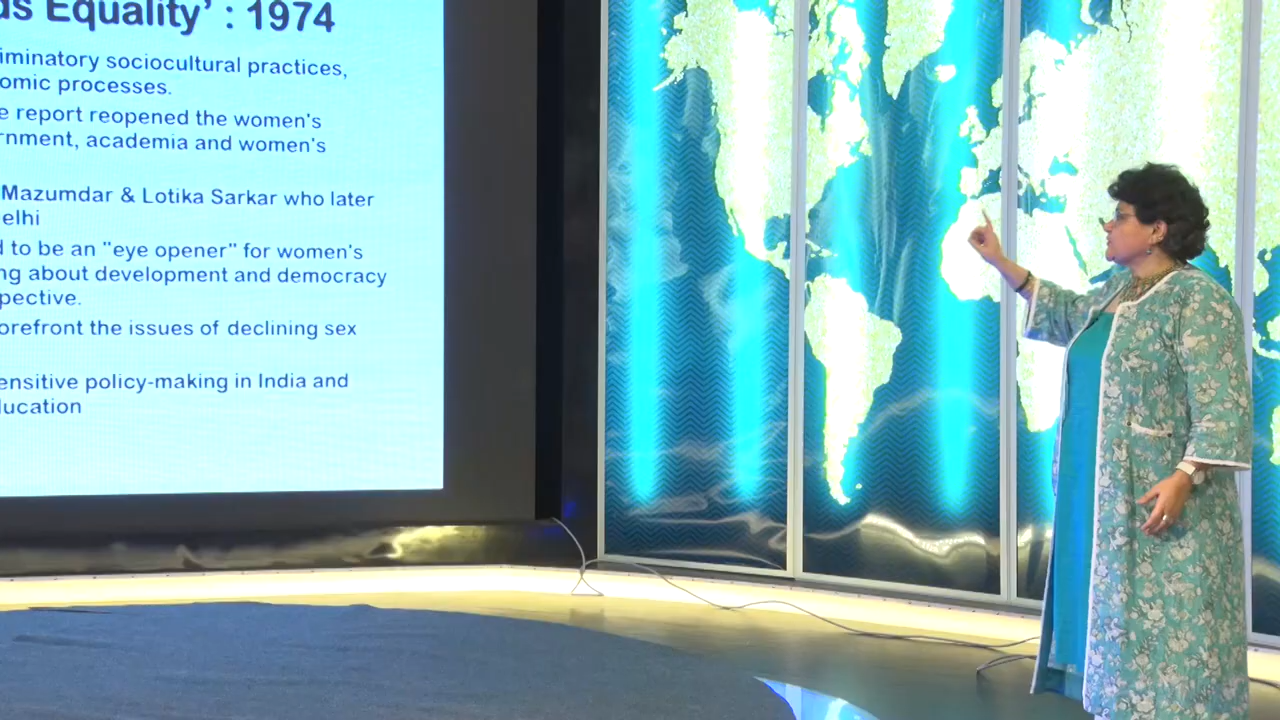 ds Equality' : 1974
iminatory sociocultural practices,
omic processes.
e report reopened the women's
rnment, academia and women's
Mazumdar & Lotika Sarkar who later
elhi
d to be an "eye opener" for women's
ng about development and democracy
pective.
orefront the issues of declining sex
ensitive policy-making in India and
ucation